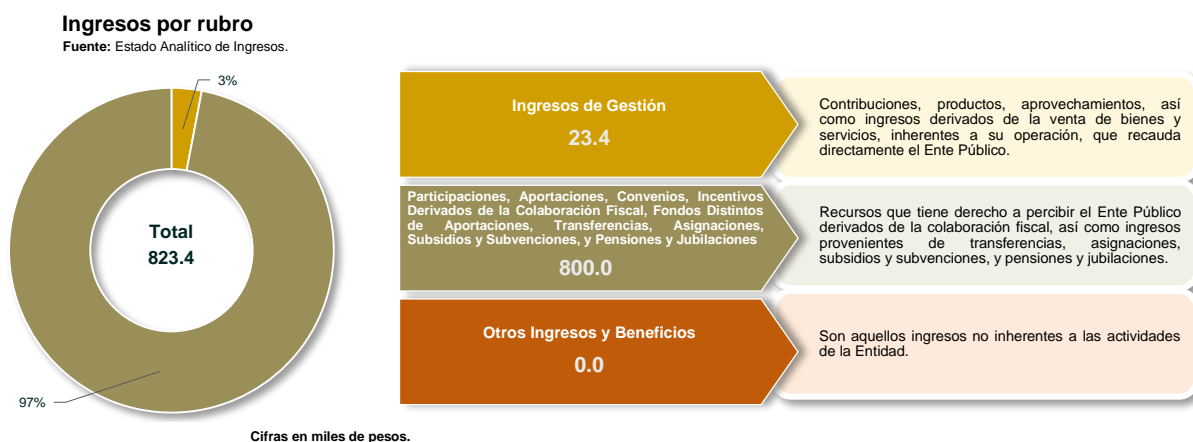 Ingresos por rubro
Fuente: Estado Analítico de Ingresos.
3%
Total
823.4
97%
Ingresos de Gestión
23.4
Contribuciones, productos, aprovechamientos, así
como ingresos derivados de la venta de bienes y
servicios, inherentes a su operación, que recauda
directamente el Ente Público.
Participaciones, Aportaciones, Convenios, Incentivos
Derivados de la Colaboración Fiscal, Fondos Distintos
de Aportaciones, Transferencias, Asignaciones,
Subsidios y Subvenciones, y Pensiones y Jubilaciones
800.0
Recursos que tiene derecho a percibir el Ente Público
derivados de la colaboración fiscal, así como ingresos
provenientes de transferencias, asignaciones,
subsidios y subvenciones, y pensiones y jubilaciones.
Otros Ingresos y Beneficios
0.0
Son aquellos ingresos no inherentes a las actividades
de la Entidad.
Cifras en miles de pesos.